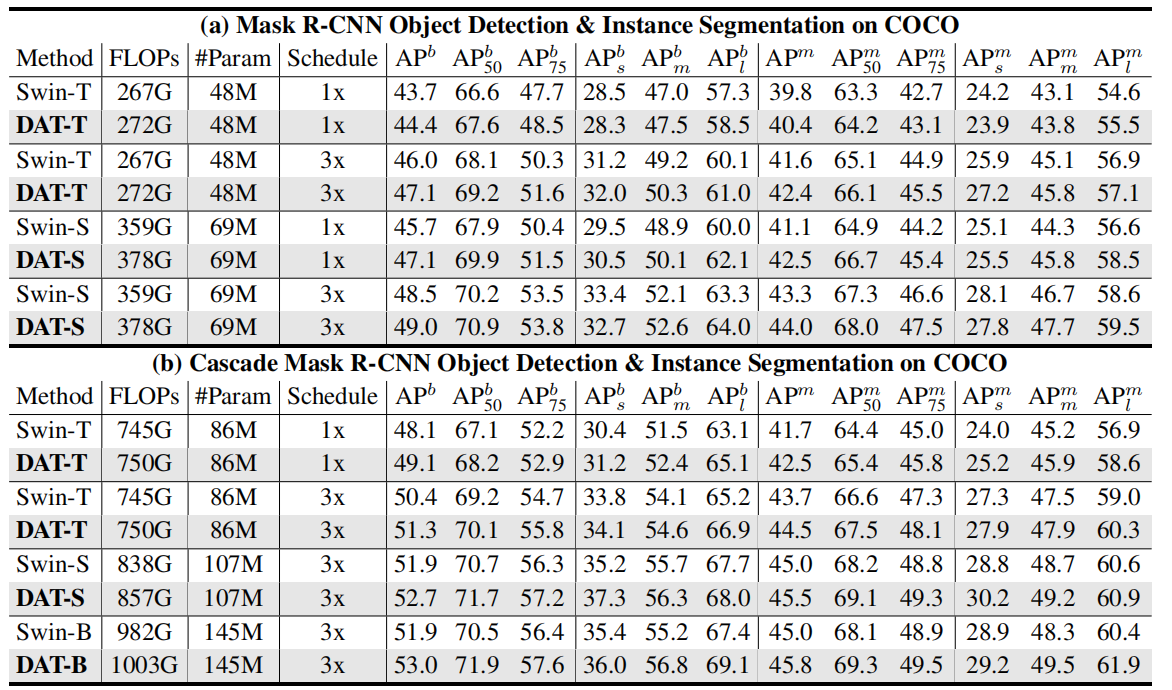 (a) Mask R-CNN Object Detection & Instance Segmentation on COCO
Method FLOPs #Param Schedule AP^b AP^b_50 AP^b_75 AP^b_s AP^b_m AP^b_l AP^m AP^m_50 AP^m_75 AP^m_s AP^m_m AP^m_l
Swin-T 267G 48M 1x 43.7 66.6 47.7 28.5 47.0 57.3 39.8 63.3 42.7 24.2 43.1 54.6
DAT-T 272G 48M 1x 44.4 67.6 48.5 28.3 47.5 58.5 40.4 64.2 43.1 23.9 43.8 55.5
Swin-T 267G 48M 3x 46.0 68.1 50.3 31.2 49.2 60.1 41.6 65.1 44.9 25.9 45.1 56.9
DAT-T 272G 48M 3x 47.1 69.2 51.6 32.0 50.3 61.0 42.4 66.1 45.5 27.2 45.8 57.1
Swin-S 359G 69M 1x 45.7 67.9 50.4 29.5 48.9 60.0 41.1 64.9 44.2 25.1 44.3 56.6
DAT-S 378G 69M 1x 47.1 69.9 51.5 30.5 50.1 62.1 42.5 66.7 45.4 25.5 45.8 58.5
Swin-S 359G 69M 3x 48.5 70.2 53.5 33.4 52.1 63.3 43.3 67.3 46.6 28.1 46.7 58.6
DAT-S 378G 69M 3x 49.0 70.9 53.8 32.7 52.6 64.0 44.0 68.0 47.5 27.8 47.7 59.5
(b) Cascade Mask R-CNN Object Detection & Instance Segmentation on COCO
Method FLOPs #Param Schedule AP^b AP^b_50 AP^b_75 AP^b_s AP^b_m AP^b_l AP^m AP^m_50 AP^m_75 AP^m_s AP^m_m AP^m_l
Swin-T 745G 86M 1x 48.1 67.1 52.2 30.4 51.5 63.1 41.7 64.4 45.0 24.0 45.2 56.9
DAT-T 750G 86M 1x 49.1 68.2 52.9 31.2 52.4 65.1 42.5 65.4 45.8 25.2 45.9 58.6
Swin-T 745G 86M 3x 50.4 69.2 54.7 33.8 54.1 65.2 43.7 66.6 47.3 27.3 47.5 59.0
DAT-T 750G 86M 3x 51.3 70.1 55.8 34.1 54.6 66.9 44.5 67.5 48.1 27.9 47.9 60.3
Swin-S 838G 107M 3x 51.9 70.7 56.3 35.2 55.7 67.7 45.0 68.2 48.8 28.8 48.7 60.6
DAT-S 857G 107M 3x 52.7 71.7 57.2 37.3 56.3 68.0 45.5 69.1 49.3 30.2 49.2 60.9
Swin-B 982G 145M 3x 51.9 70.5 56.4 35.4 55.2 67.4 45.0 68.1 48.9 28.9 48.3 60.4
DAT-B 1003G 145M 3x 53.0 71.9 57.6 36.0 56.8 69.1 45.8 69.3 49.5 29.2 49.5 61.9